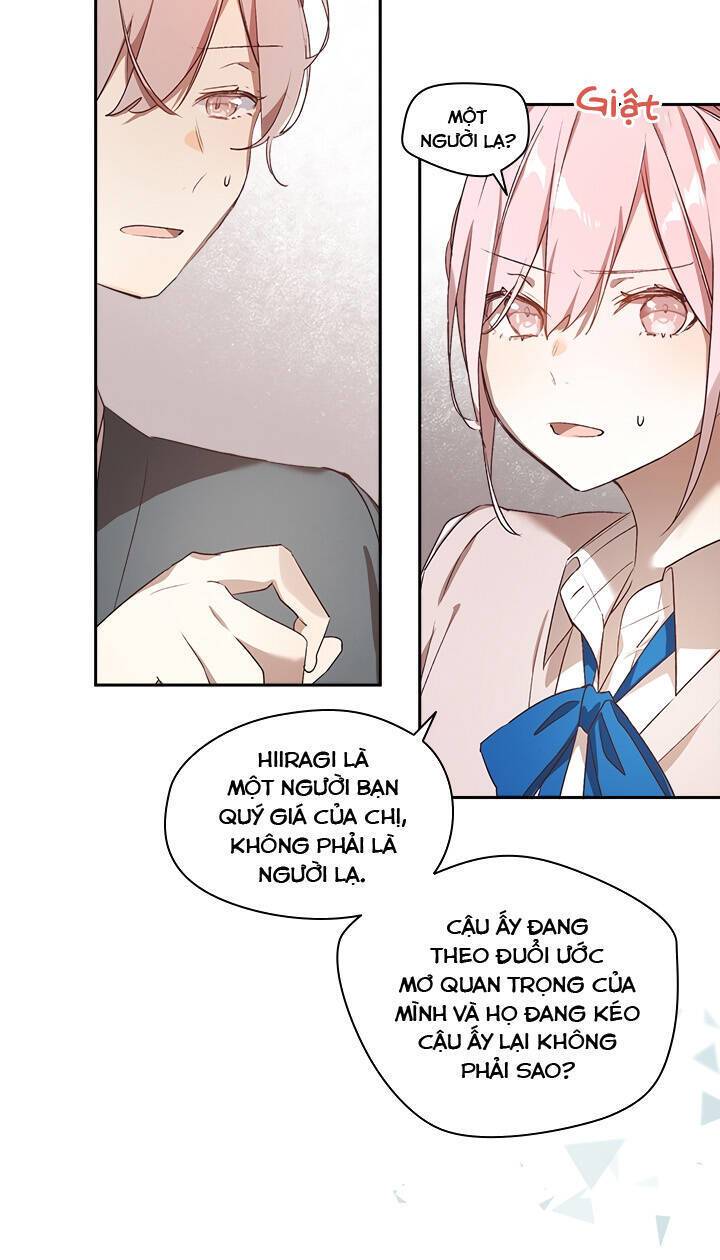 Giật
MỘT
NGƯỜI LẠ?
HIIRAGI LÀ
MỘT NGƯỜI BẠN
QUÝ GIÁ CỦA CHỊ,
KHÔNG PHẢI LÀ
NGƯỜI LẠ.
CẬU ẤY ĐANG
THEO ĐUỔI ƯỚC
MƠ QUAN TRỌNG CỦA
MÌNH VÀ HỌ ĐANG KÉO
CẬU ẤY LẠI KHÔNG
PHẢI SAO?